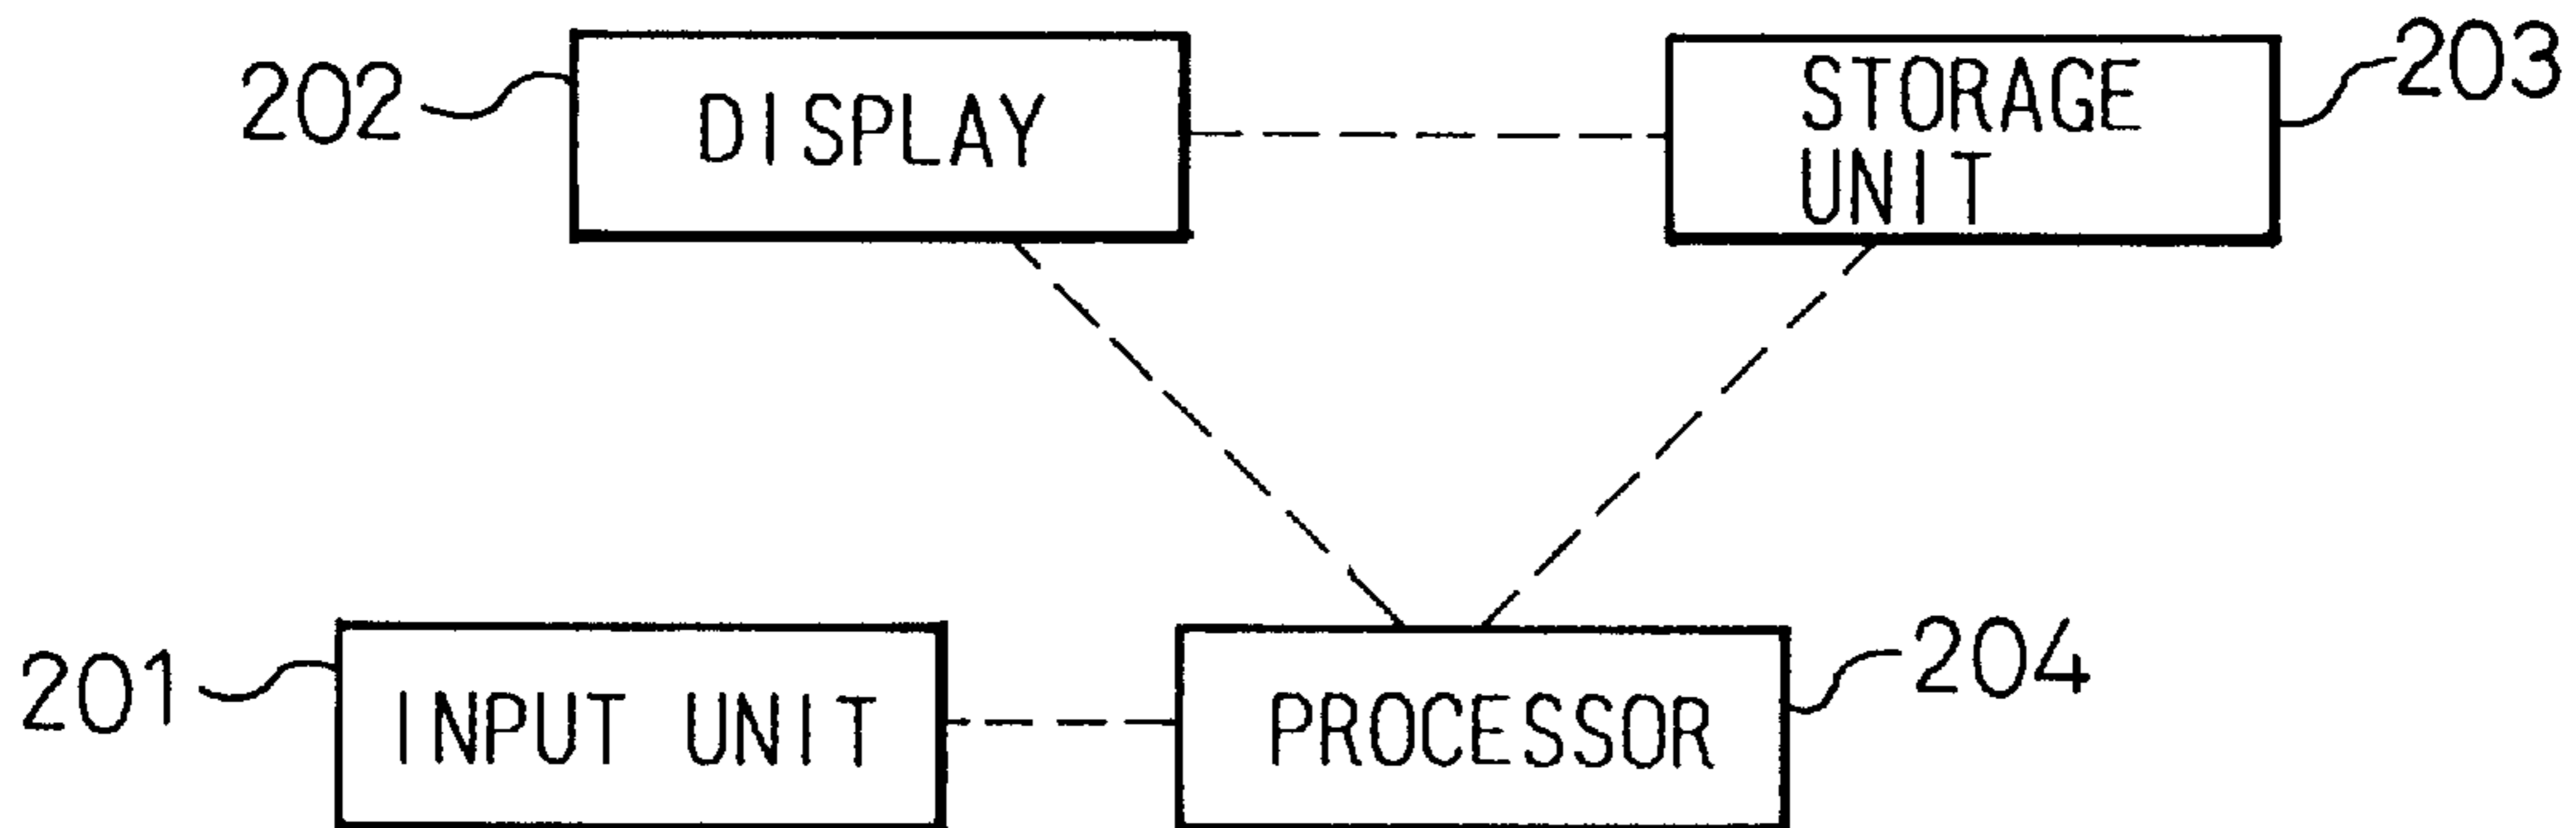 202
DISPLAY
STORAGE
UNIT
203
201
INPUT UNIT
PROCESSOR
204